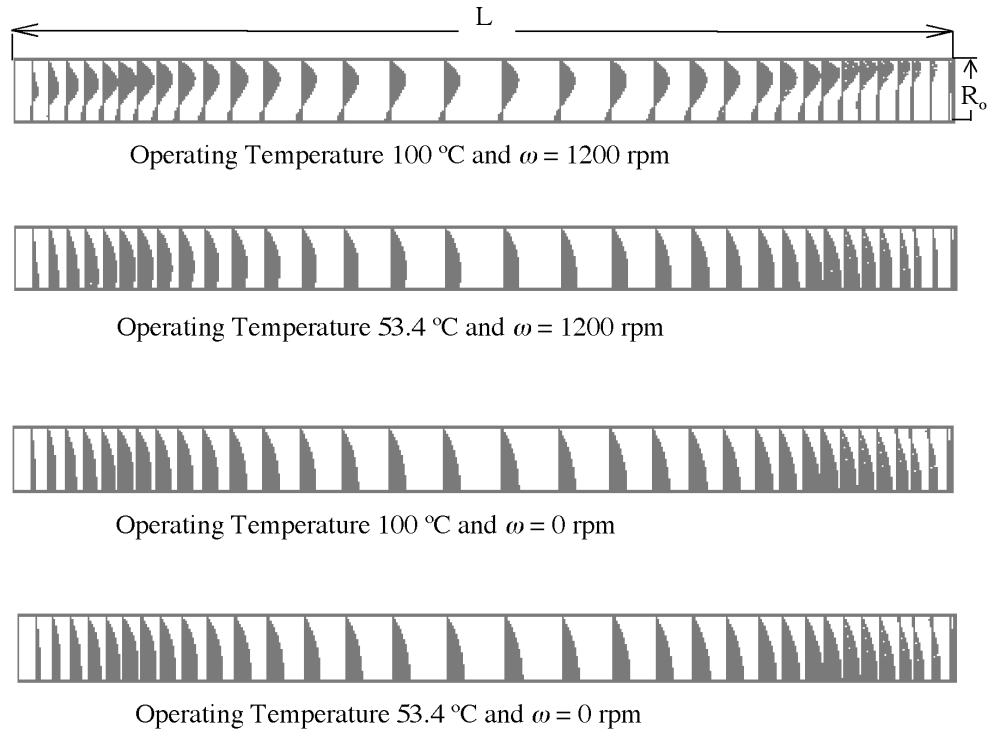 L
Rₒ
Operating Temperature 100 ºC and ω = 1200 rpm
Operating Temperature 53.4 ºC and ω = 1200 rpm
Operating Temperature 100 ºC and ω = 0 rpm
Operating Temperature 53.4 ºC and ω = 0 rpm